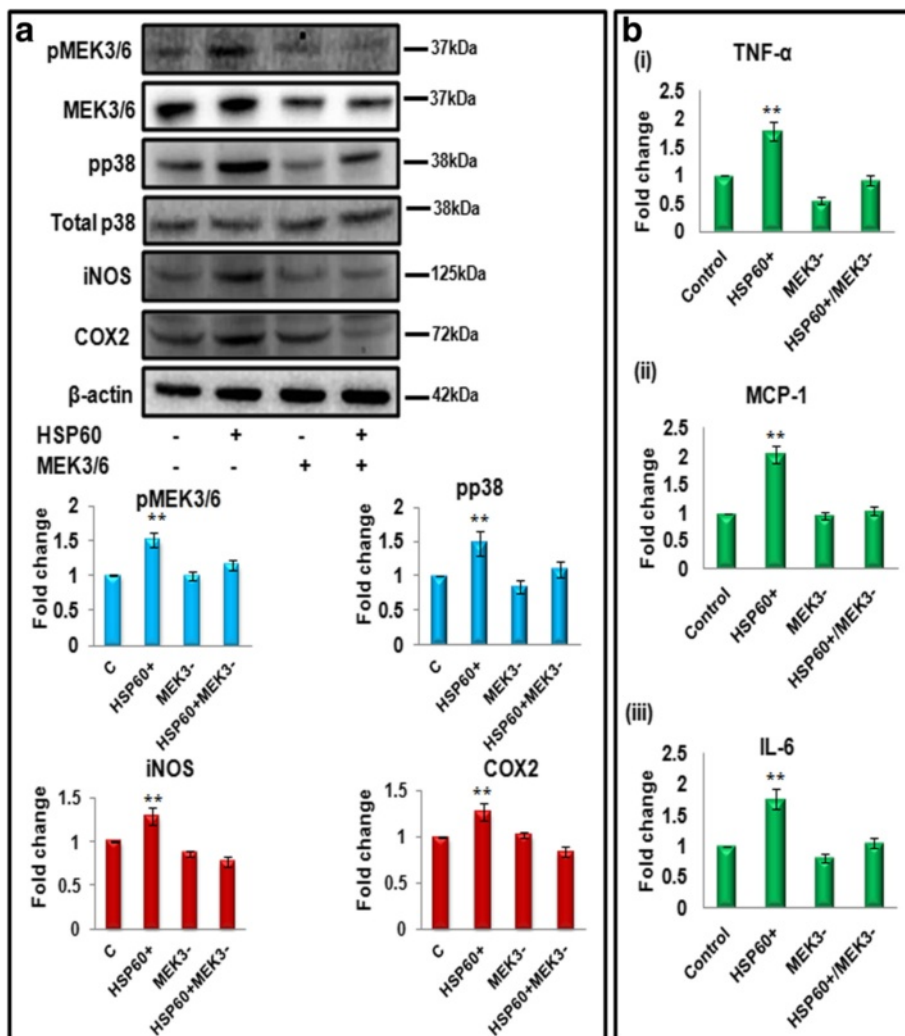 a
pMEK3/6
37kDa
MEK3/6
37kDa
pp38
38kDa
Total p38
38kDa
iNOS
125kDa
COX2
72kDa
β-actin
42kDa
HSP60 - + - +
MEK3/6 - - + +
pMEK3/6
**
Fold change
2
1.5
1
0.5
0
C
HSP60+
MEK3-
HSP60+MEK3-
pp38
**
Fold change
2
1.5
1
0.5
0
C
HSP60+
MEK3-
HSP60+MEK3-
iNOS
**
Fold change
1.5
1
0.5
0
C
HSP60+
MEK3-
HSP60+MEK3-
COX2
**
Fold change
1.5
1
0.5
0
C
HSP60+
MEK3-
HSP60+MEK3-
b
(i)
TNF-α
**
Fold change
2.5
2
1.5
1
0.5
0
Control
HSP60+
MEK3-
HSP60+/MEK3-
(ii)
MCP-1
**
Fold change
2.5
2
1.5
1
0.5
0
Control
HSP60+
MEK3-
HSP60+/MEK3-
(iii)
IL-6
**
Fold change
2.5
2
1.5
1
0.5
0
Control
HSP60+
MEK3-
HSP60+/MEK3-